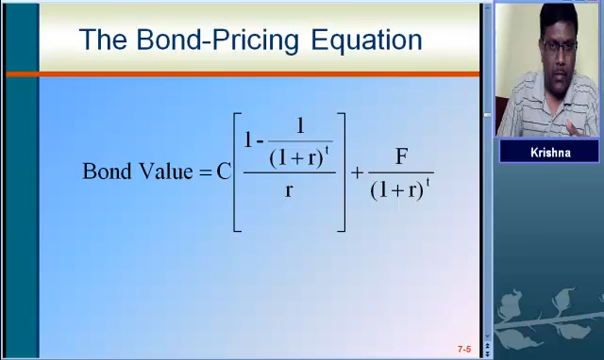 The Bond-Pricing Equation
Bond Value = C [ (1 - 1/(1 + r)^t) / r ] + F/(1 + r)^t
Krishna
7-5